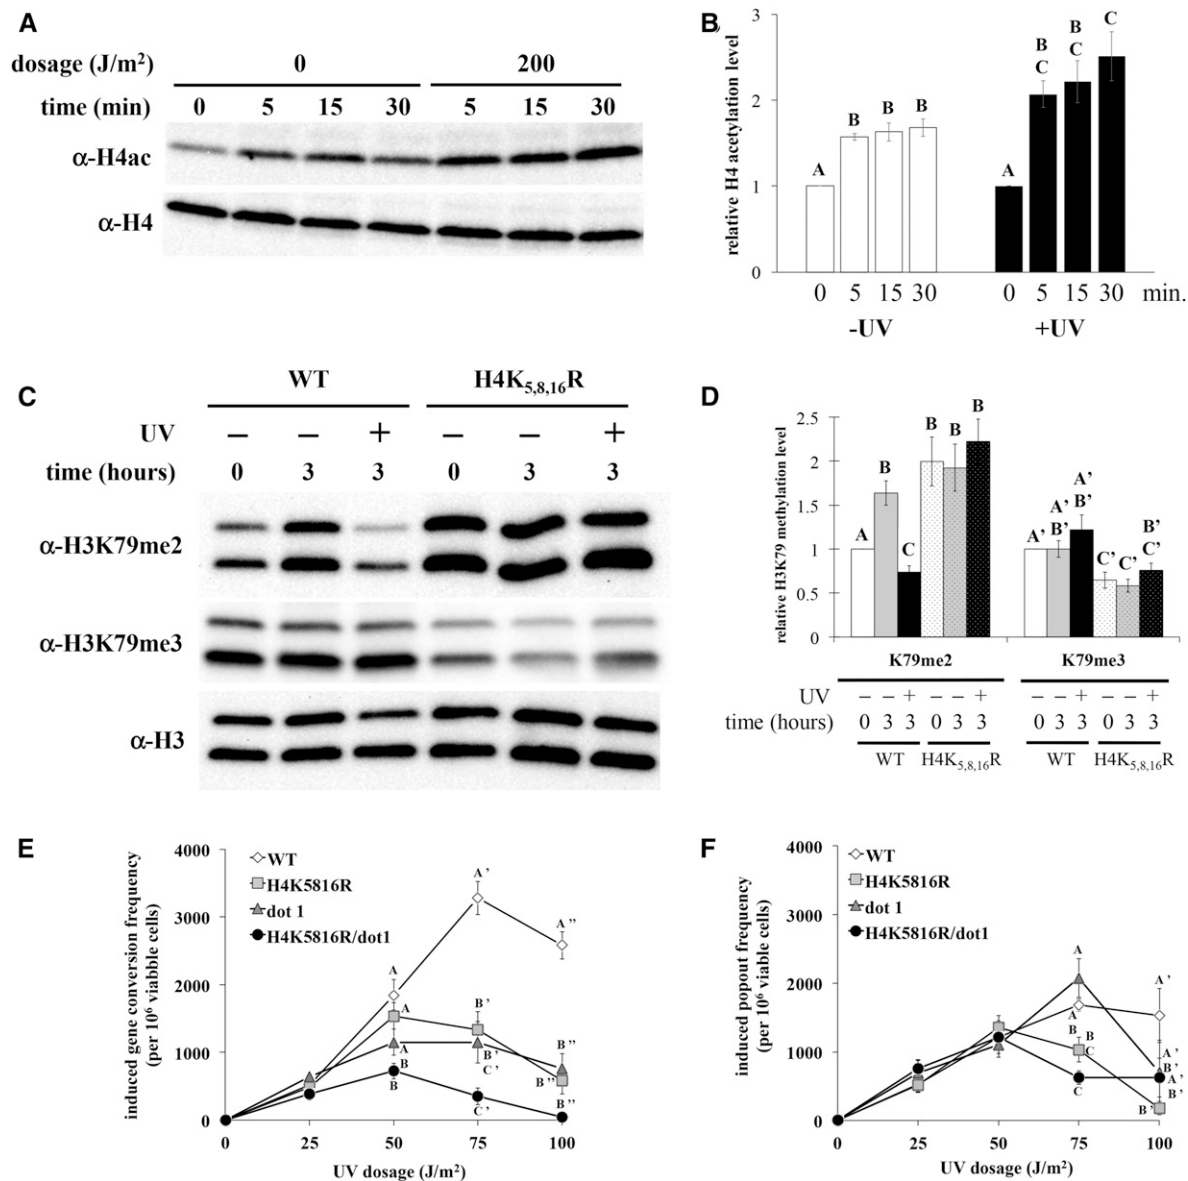 A
dosage (J/m²) 0 200
time (min) 0 5 15 30 5 15 30
α-H4ac
α-H4
B
relative H4 acetylation level
3
2
1
0
A B B B A B C B C C
0 5 15 30 0 5 15 30 min.
-UV +UV
C
WT H4K5,8,16R
UV − − + − − +
time (hours) 0 3 3 0 3 3
α-H3K79me2
α-H3K79me3
α-H3
D
relative H3K79 methylation level
2.5
2
1.5
1
0.5
0
A B C B B B A' A' B' A' B' C' C' B' C'
K79me2 K79me3
UV − − + − − + − − + − − +
time (hours) 0 3 3 0 3 3 0 3 3 0 3 3
WT H4K5,8,16R WT H4K5,8,16R
E
induced gene conversion frequency
(per 10⁶ viabble cells)
4000
3000
2000
1000
0
WT
H4K5816R
dot 1
H4K5816R/dot1
A A' A''
A B' B''
A B B' C' B''
B C' B''
0 25 50 75 100
UV dosage (J/m²)
F
induced popout frequency
(per 10⁶ viable cells)
4000
3000
2000
1000
0
WT
H4K5816R
dot 1
H4K5816R/dot1
A A'
A
B B C
C
A' B' A' B' B'
0 25 50 75 100
UV dosage (J/m²)